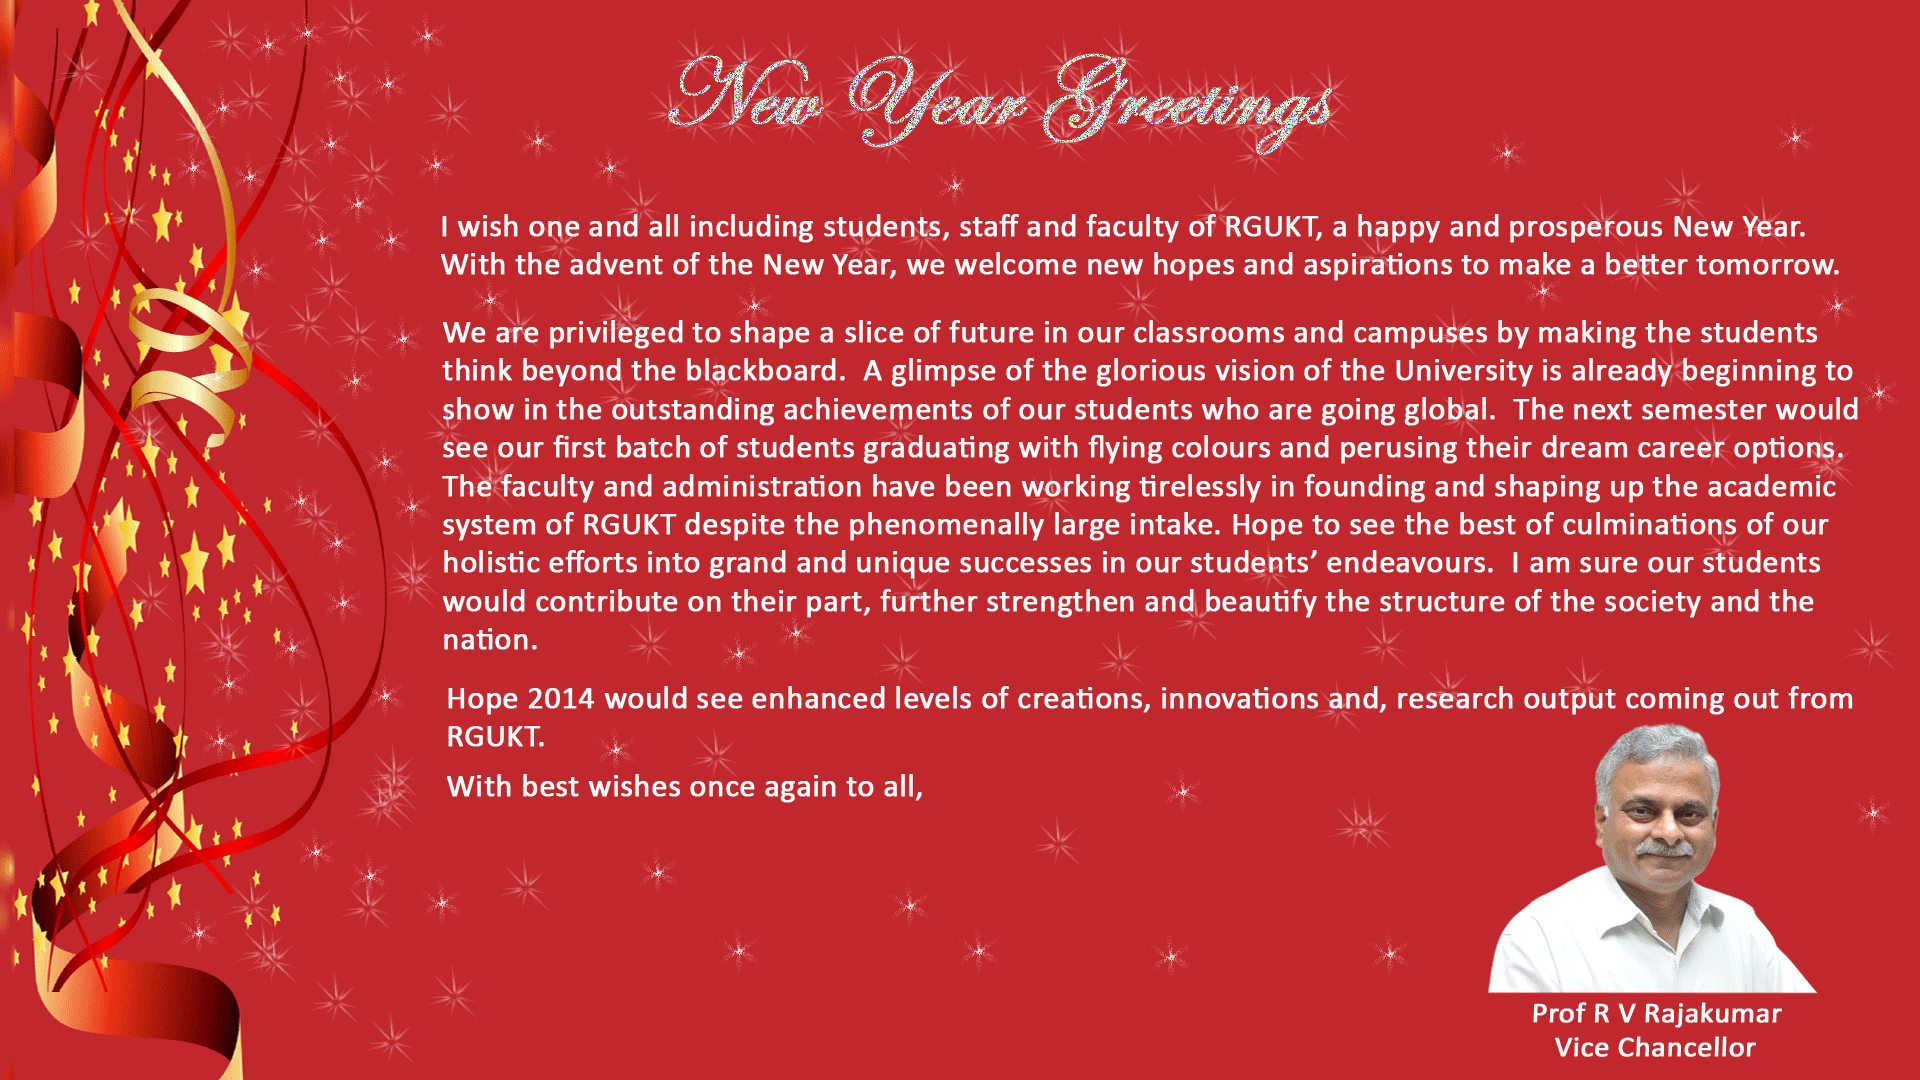 New Year Greetings
I wish one and all including students, staff and faculty of RGUKT, a happy and prosperous New Year.
With the advent of the New Year, we welcome new hopes and aspirations to make a better tomorrow.
We are privileged to shape a slice of future in our classrooms and campuses by making the students
think beyond the blackboard.  A glimpse of the glorious vision of the University is already beginning to
show in the outstanding achievements of our students who are going global.  The next semester would
see our first batch of students graduating with flying colours and perusing their dream career options.
The faculty and administration have been working tirelessly in founding and shaping up the academic
system of RGUKT despite the phenomenally large intake. Hope to see the best of culminations of our
holistic efforts into grand and unique successes in our students’ endeavours.  I am sure our students
would contribute on their part, further strengthen and beautify the structure of the society and the
nation.
Hope 2014 would see enhanced levels of creations, innovations and, research output coming out from
RGUKT.
With best wishes once again to all,
Prof R V Rajakumar
Vice Chancellor